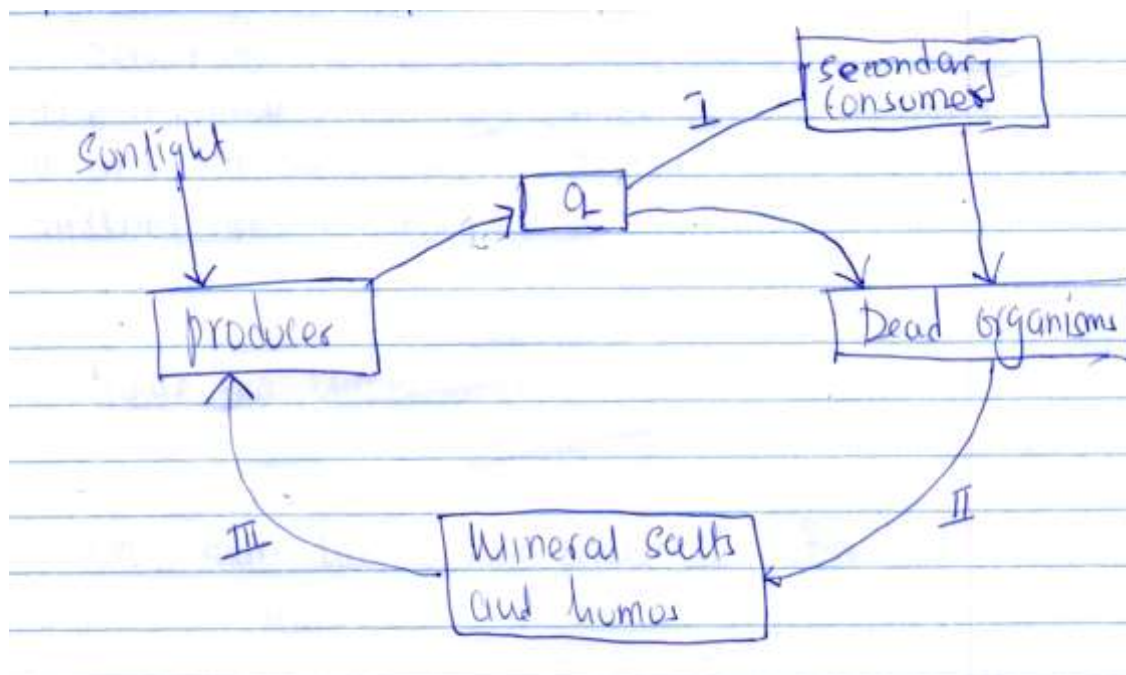 secondary
consumer
I
Sunlight
q
producer
Dead organisms
II
III
Mineral salts
and humus